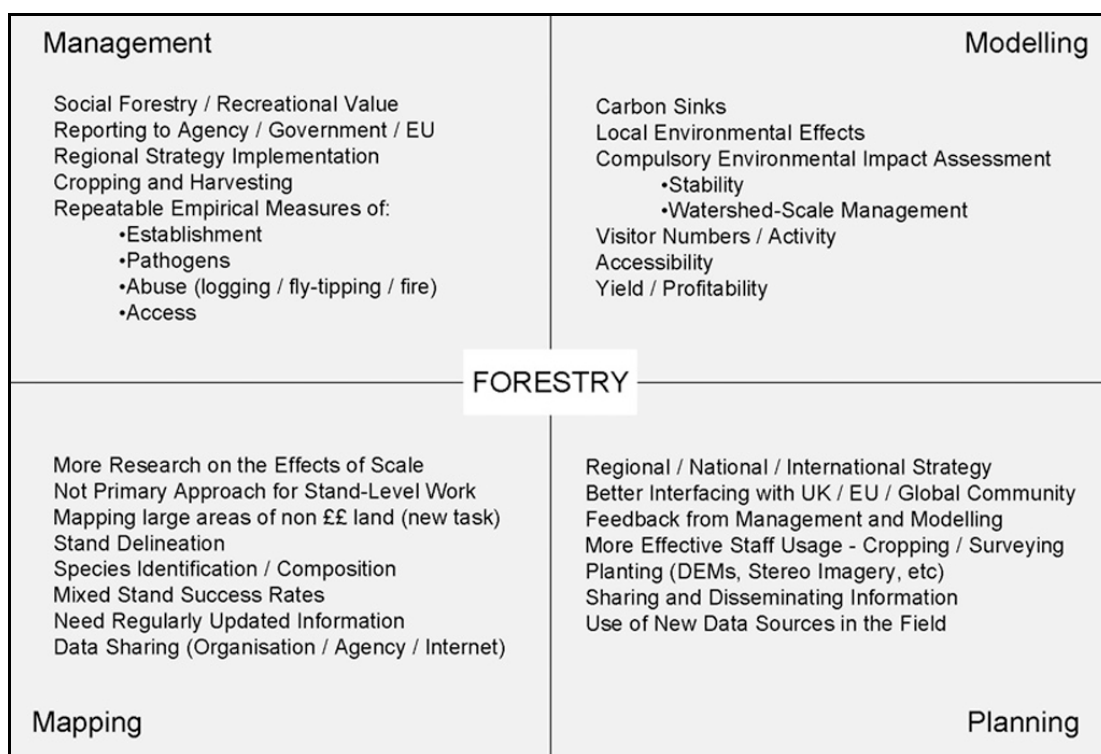 Management
Social Forestry / Recreational Value
Reporting to Agency / Government / EU
Regional Strategy Implementation
Cropping and Harvesting
Repeatable Empirical Measures of:
•Establishment
•Pathogens
•Abuse (logging / fly-tipping / fire)
•Access
Modelling
Carbon Sinks
Local Environmental Effects
Compulsory Environmental Impact Assessment
•Stability
•Watershed-Scale Management
Visitor Numbers / Activity
Accessibility
Yield / Profitability
FORESTRY
More Research on the Effects of Scale
Not Primary Approach for Stand-Level Work
Mapping large areas of non ££ land (new task)
Stand Delineation
Species Identification / Composition
Mixed Stand Success Rates
Need Regularly Updated Information
Data Sharing (Organisation / Agency / Internet)
Mapping
Regional / National / International Strategy
Better Interfacing with UK / EU / Global Community
Feedback from Management and Modelling
More Effective Staff Usage - Cropping / Surveying
Planting (DEMs, Stereo Imagery, etc)
Sharing and Disseminating Information
Use of New Data Sources in the Field
Planning